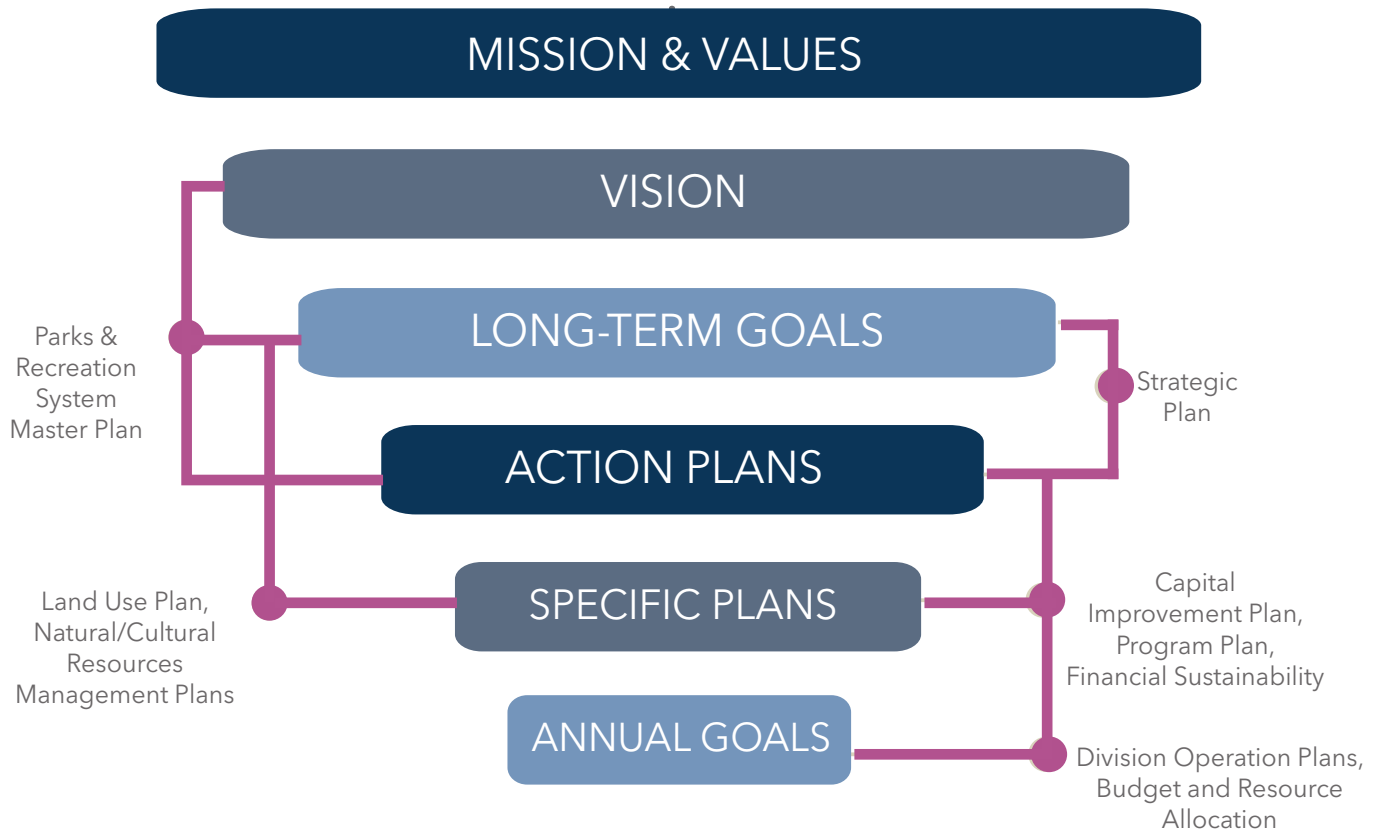 MISSION & VALUES
VISION
LONG-TERM GOALS
Parks &
Recreation
System
Master Plan
Strategic
Plan
ACTION PLANS
SPECIFIC PLANS
Land Use Plan,
Natural/Cultural
Resources
Management Plans
Capital
Improvement Plan,
Program Plan,
Financial Sustainability
ANNUAL GOALS
Division Operation Plans,
Budget and Resource
Allocation